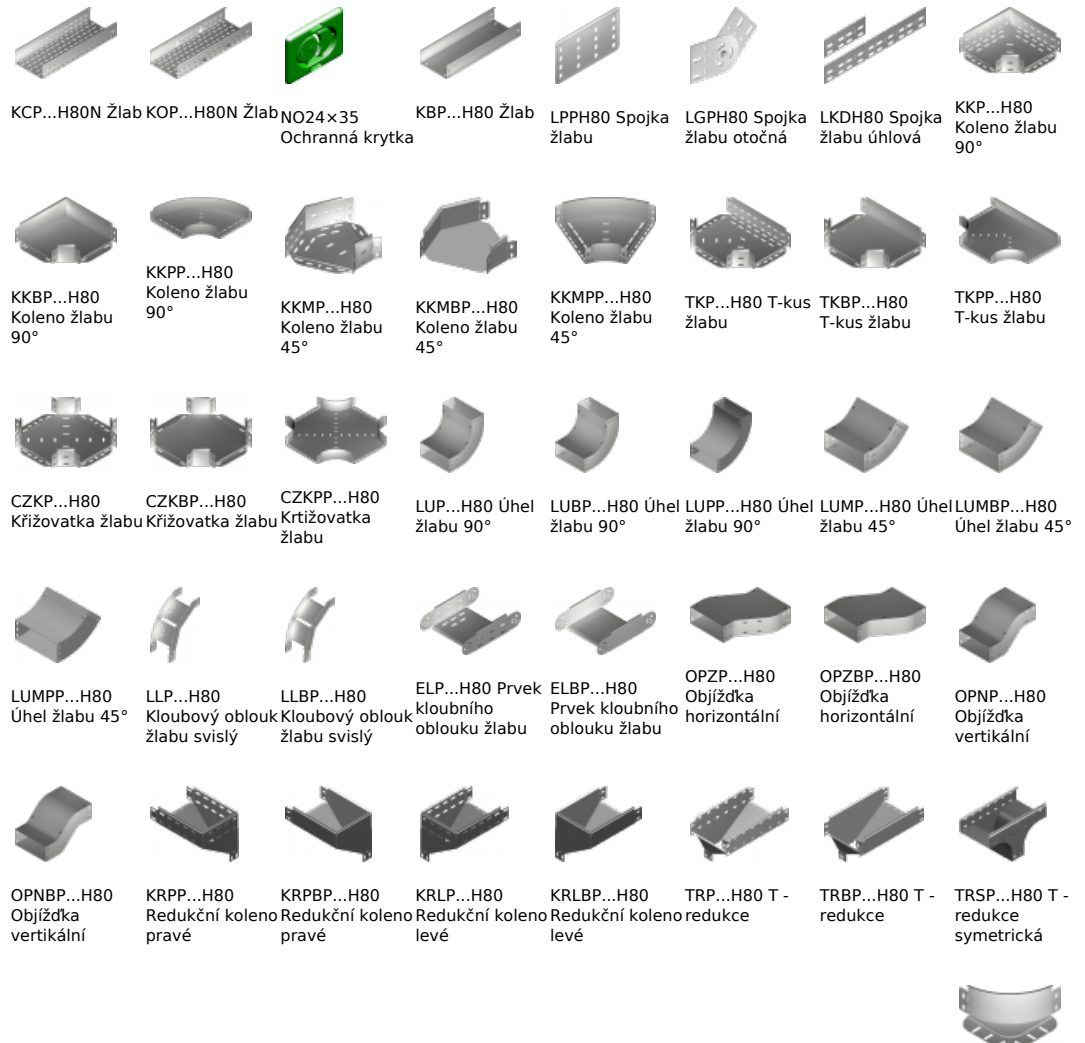 KCP...H80N Žlab
KOP...H80N Žlab
NO24×35
Ochranná krytka
KBP...H80 Žlab
LPPH80 Spojka
žlabu
LGPH80 Spojka
žlabu otočná
LKDH80 Spojka
žlabu úhlová
KKP...H80
Koleno žlabu
90°
KKBP...H80
Koleno žlabu
90°
KKPP...H80
Koleno žlabu
90°
KKMP...H80
Koleno žlabu
45°
KKMBP...H80
Koleno žlabu
45°
KKMPP...H80
Koleno žlabu
45°
TKP...H80 T-kus
žlabu
TKBP...H80
T-kus žlabu
TKPP...H80
T-kus žlabu
CZKP...H80
Křižovatka žlabu
CZKBP...H80
Křižovatka žlabu
CZKPP...H80
Krtižovatka
žlabu
LUP...H80 Úhel
žlabu 90°
LUBP...H80 Úhel
žlabu 90°
LUPP...H80 Úhel
žlabu 90°
LUMP...H80 Úhel
žlabu 45°
LUMBP...H80
Úhel žlabu 45°
LUMPP...H80
Úhel žlabu 45°
LLP...H80
Kloubový oblouk
žlabu svislý
LLBP...H80
Kloubový oblouk
žlabu svislý
ELP...H80 Prvek
kloubního
oblouku žlabu
ELBP...H80
Prvek kloubního
oblouku žlabu
OPZP...H80
Objížďka
horizontální
OPZBP...H80
Objížďka
horizontální
OPNP...H80
Objížďka
vertikální
OPNBP...H80
Objížďka
vertikální
KRPP...H80
Redukční koleno
pravé
KRPBP...H80
Redukční koleno
pravé
KRLP...H80
Redukční koleno
levé
KRLBP...H80
Redukční koleno
levé
TRP...H80 T -
redukce
TRBP...H80 T -
redukce
TRSP...H80 T -
redukce
symetrická